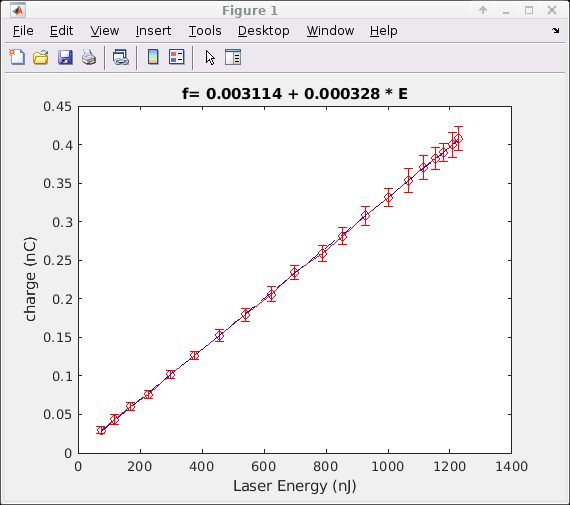 Figure 1
File Edit View Insert Tools Desktop Window Help
f= 0.003114 + 0.000328 * E
0.45
0.4
0.35
0.3
0.25
0.2
0.15
0.1
0.05
0
charge (nC)
0 200 400 600 800 1000 1200 1400
Laser Energy (nJ)